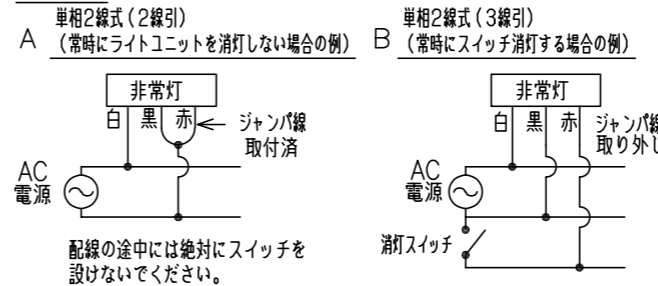 A
単相2線式(2線引)
(常時にライトユニットを消灯しない場合の例)
非常灯
白 黒 赤
ジャンパ線
取付済
AC
電源
配線の途中には絶対にスイッチを
設けないでください。
B
単相2線式(3線引)
(常時にスイッチ消灯する場合の例)
非常灯
白 黒 赤
ジャンパ線
取り外し
AC
電源
消灯スイッチ